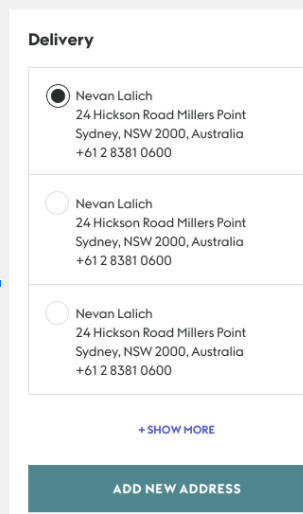 Delivery
Nevan Lalich
24 Hickson Road Millers Point
Sydney, NSW 2000, Australia
+61 2 8381 0600
Nevan Lalich
24 Hickson Road Millers Point
Sydney, NSW 2000, Australia
+61 2 8381 0600
Nevan Lalich
24 Hickson Road Millers Point
Sydney, NSW 2000, Australia
+61 2 8381 0600
+ SHOW MORE
ADD NEW ADDRESS